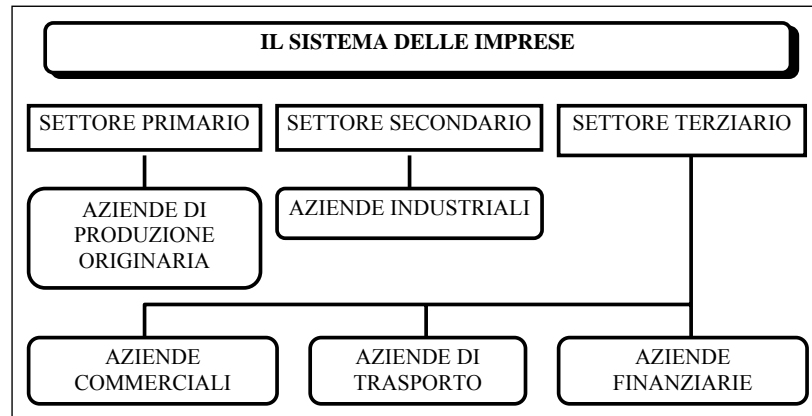 IL SISTEMA DELLE IMPRESE
SETTORE PRIMARIO
SETTORE SECONDARIO
SETTORE TERZIARIO
AZIENDE DI
PRODUZIONE
ORIGINARIA
AZIENDE INDUSTRIALI
AZIENDE
COMMERCIALI
AZIENDE DI
TRASPORTO
AZIENDE
FINANZIARIE